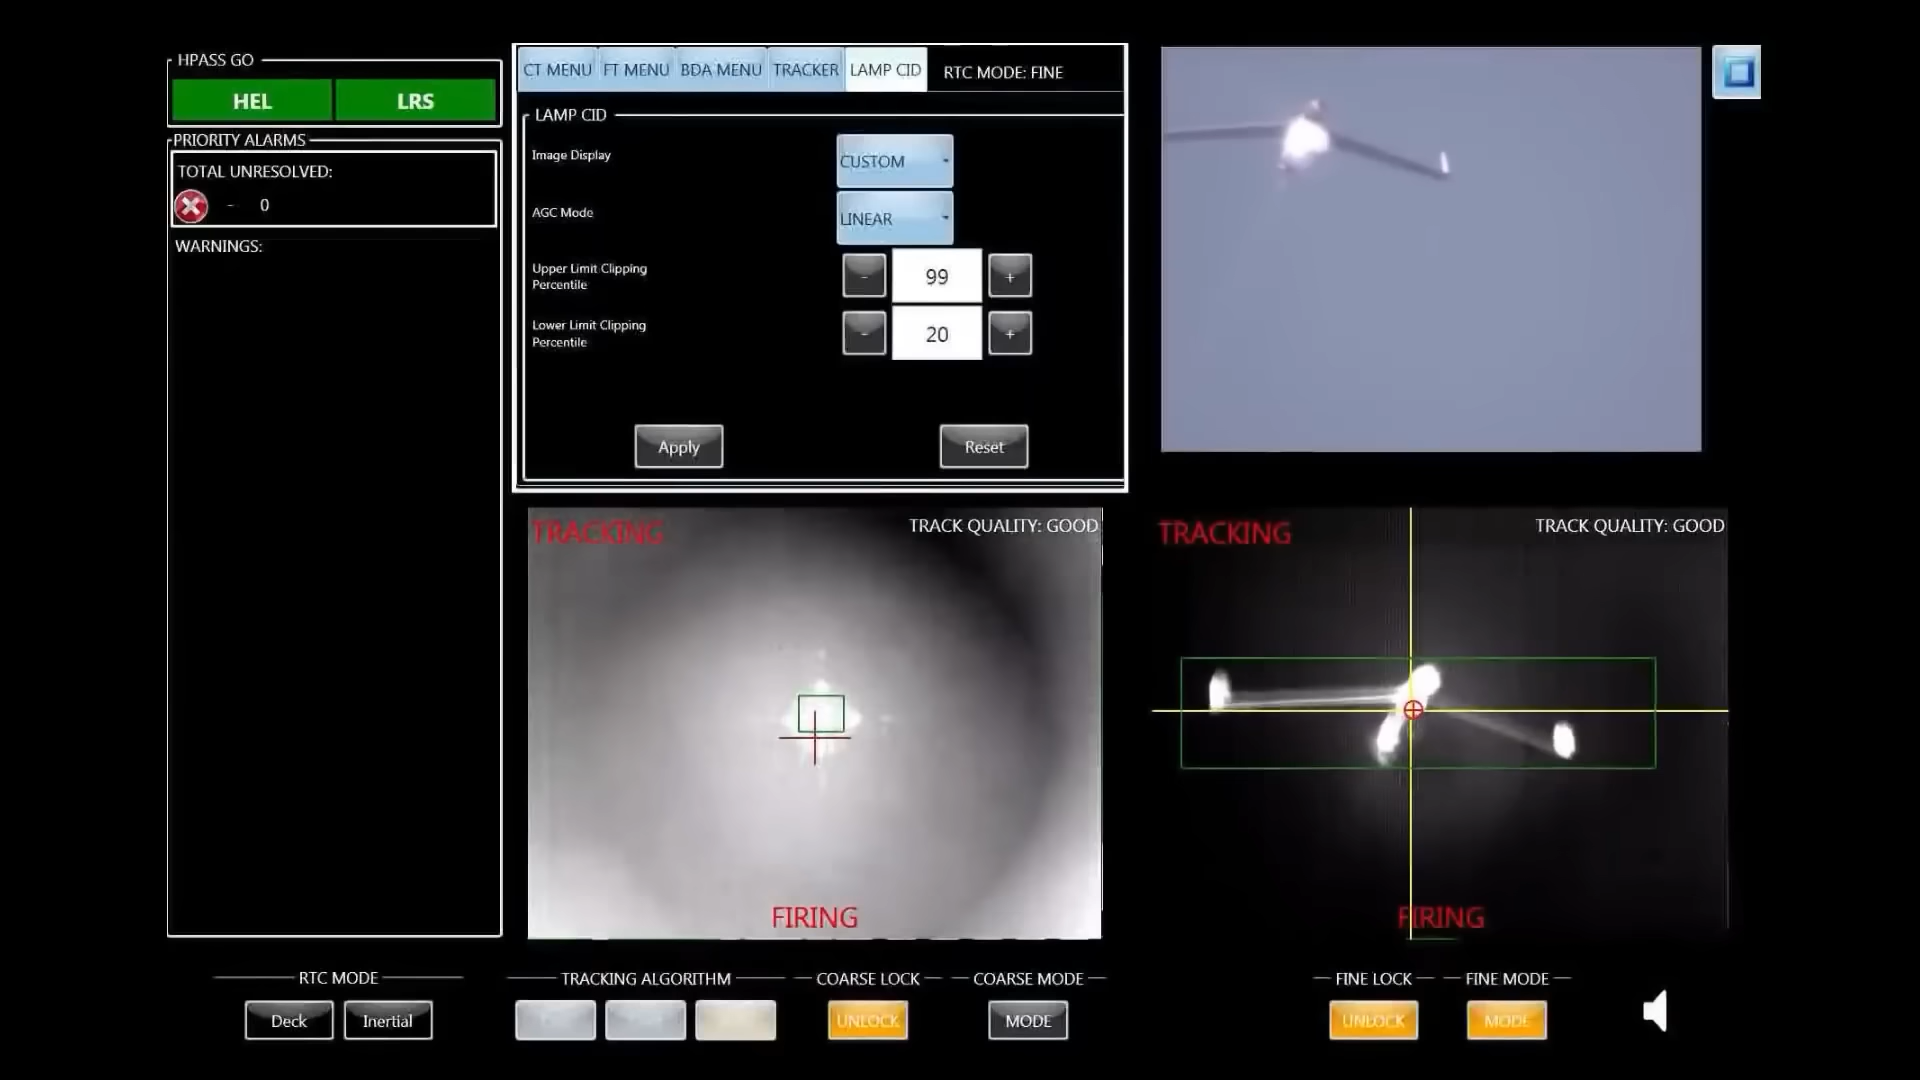 HPASS GO
HEL
LRS
PRIORITY ALARMS
TOTAL UNRESOLVED:
- 0
WARNINGS:
CT MENU
FT MENU
BDA MENU
TRACKER
LAMP CID
RTC MODE: FINE
LAMP CID
Image Display
CUSTOM
AGC Mode
LINEAR
Upper Limit Clipping
Percentile
- 99 +
Lower Limit Clipping
Percentile
- 20 +
Apply
Reset
TRACKING
TRACK QUALITY: GOOD
FIRING
TRACKING
TRACK QUALITY: GOOD
FIRING
RTC MODE
Deck
Inertial
TRACKING ALGORITHM
COARSE LOCK
UNLOCK
COARSE MODE
MODE
FINE LOCK
UNLOCK
FINE MODE
MODE